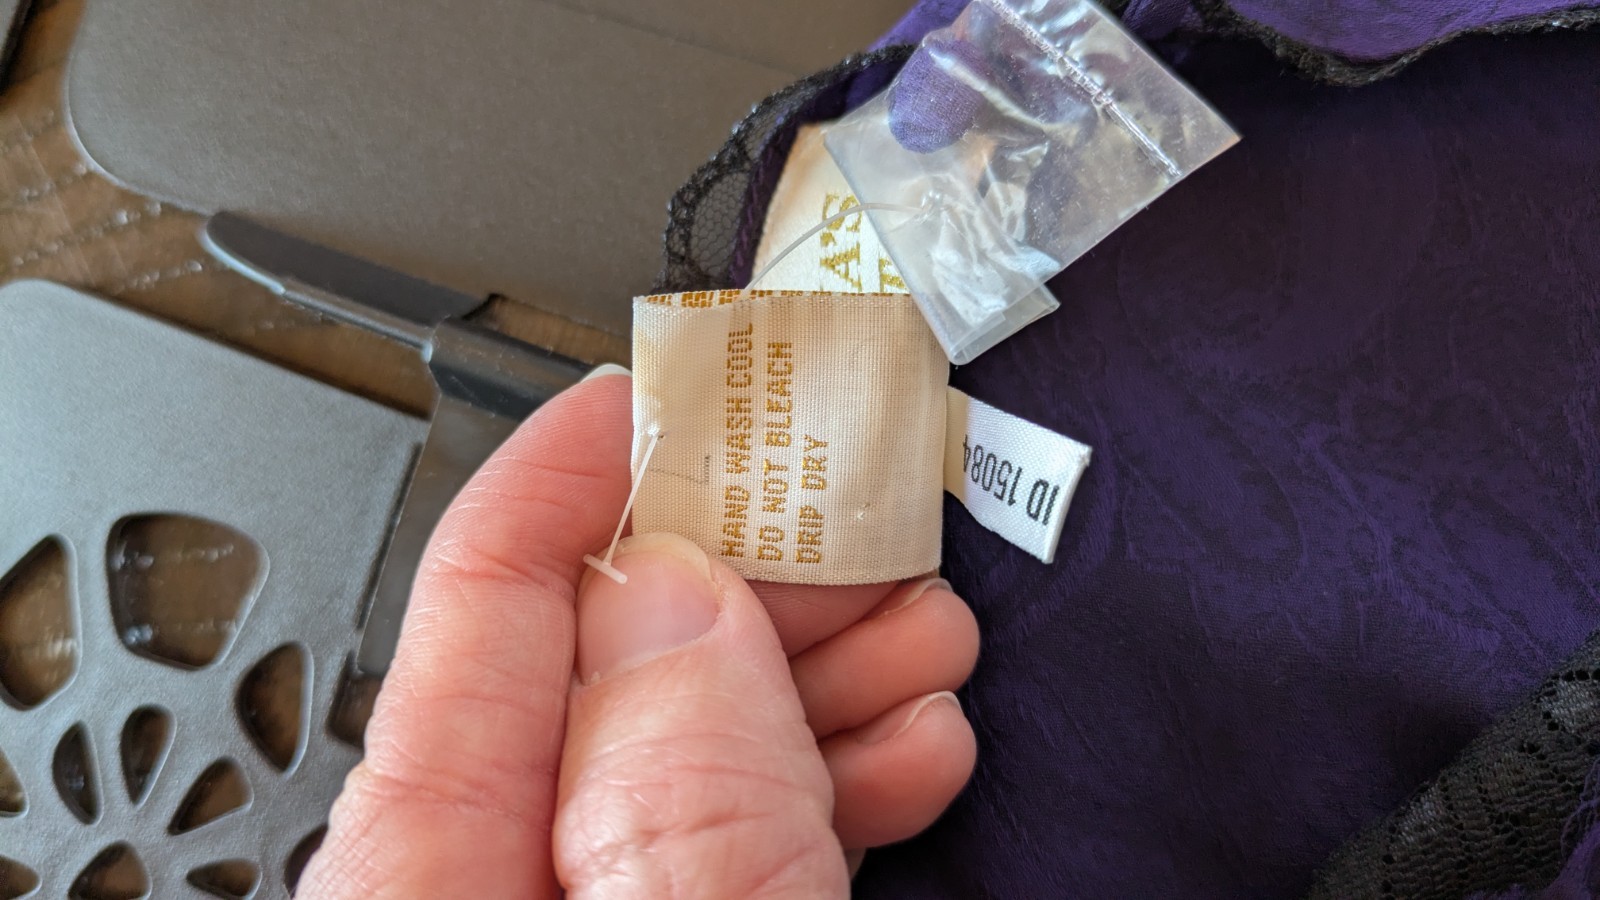 HAND WASH COOL
DO NOT BLEACH
DRIP DRY
A'S
ID 15084